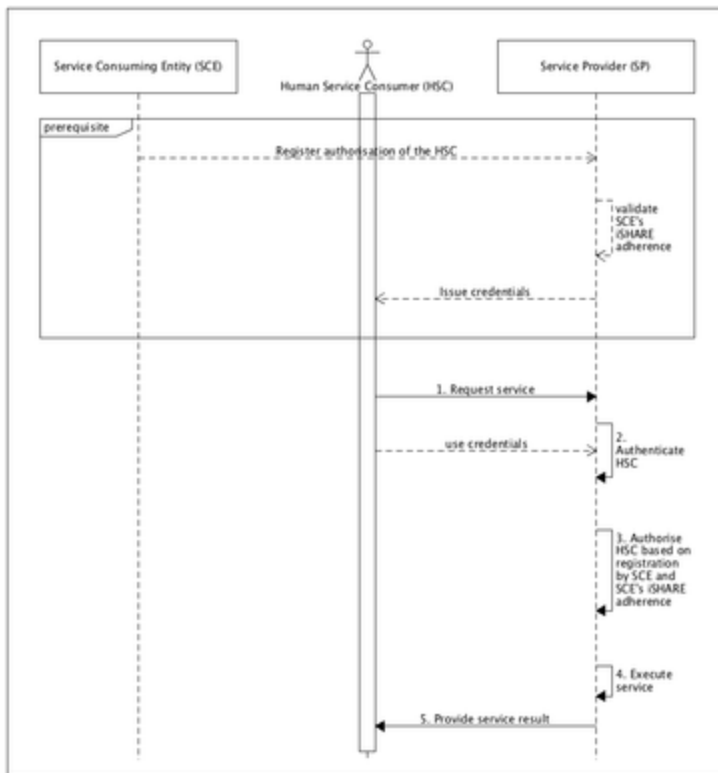 Service Consuming Entity (SCE)
Human Service Consumer (HSC)
Service Provider (SP)
prerequisite
Register authorisation of the HSC
validate
SCE's
iSHARE
adherence
Issue credentials
1. Request service
use credentials
2.
Authenticate
HSC
3. Authorise
HSC based on
registration
by SCE and
SCE's iSHARE
adherence
4. Execute
service
5. Provide service result